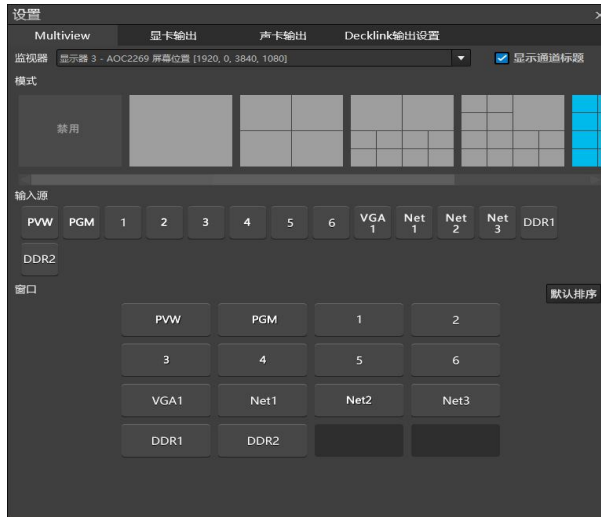 设置
Multiview 显卡输出 声卡输出 Decklink输出设置
监视器 显示器 3 - AOC2269 屏幕位置 [1920, 0, 3840, 1080] 显示通道标题
模式
禁用
输入源
PVW PGM 1 2 3 4 5 6 VGA 1 Net 1 Net 2 Net 3 DDR1
DDR2
窗口 默认排序
PVW PGM 1 2
3 4 5 6
VGA1 Net1 Net2 Net3
DDR1 DDR2